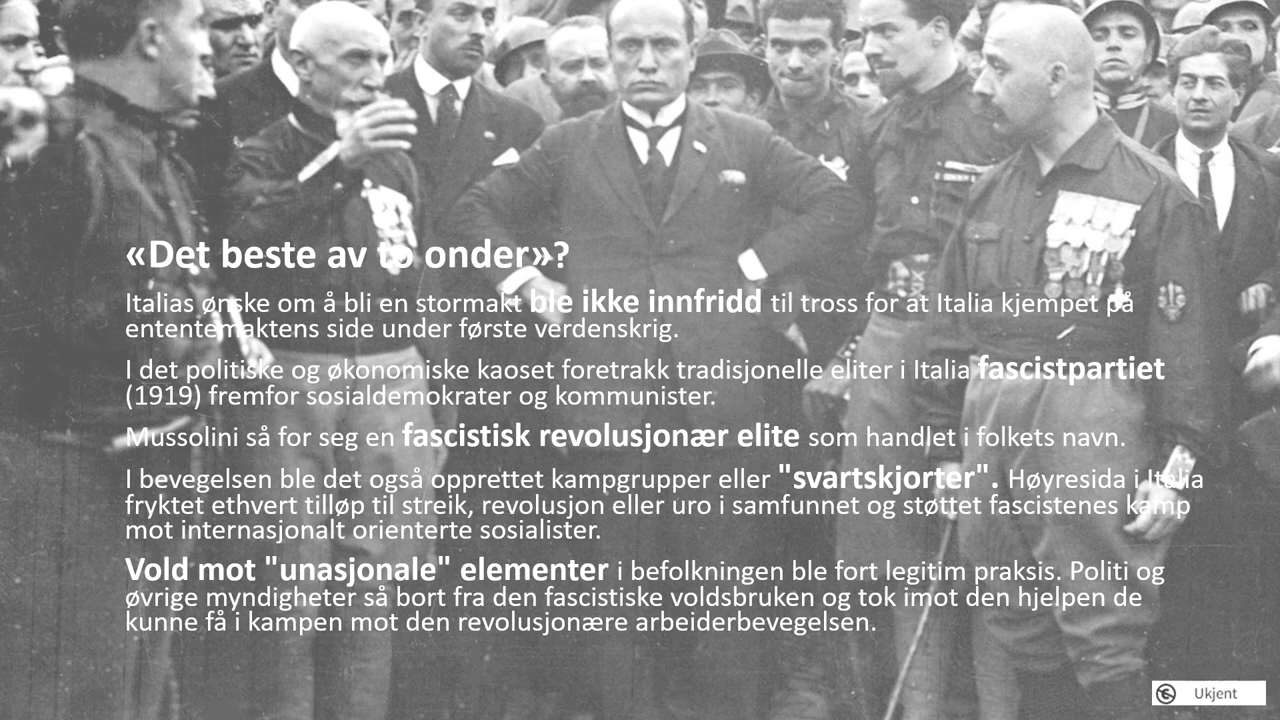 «Det beste av to onder»?
Italias ønske om å bli en stormakt ble ikke innfridd til tross for at Italia kjempet på
ententemaktens side under første verdenskrig.
I det politiske og økonomiske kaoset foretrakk tradisjonelle eliter i Italia fascistpartiet
(1919) fremfor sosialdemokrater og kommunister.
Mussolini så for seg en fascistisk revolusjonær elite som handlet i folkets navn.
I bevegelsen ble det også opprettet kampgrupper eller "svartskjorter". Høyresida i Italia
fryktet ethvert tilløp til streik, revolusjon eller uro i samfunnet og støttet fascistenes kamp
mot internasjonalt orienterte sosialister.
Vold mot "unasjonale" elementer i befolkningen ble fort legitim praksis. Politi og
øvrige myndigheter så bort fra den fascistiske voldsbruken og tok imot den hjelpen de
kunne få i kampen mot den revolusjonære arbeiderbevegelsen.
Ukjent